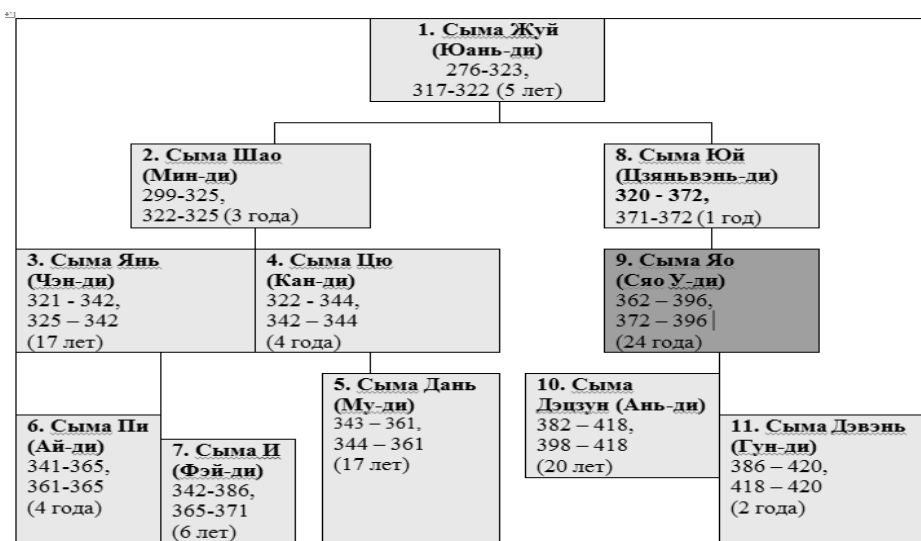 1. Сыма Жуй
(Юань-ди)
276-323,
317-322 (5 лет)
2. Сыма Шао
(Мин-ди)
299-325,
322-325 (3 года)
8. Сыма Юй
(Цзяньвэнь-ди)
320 - 372,
371-372 (1 год)
3. Сыма Янь
(Чэн-ди)
321 - 342,
325 – 342
(17 лет)
4. Сыма Цю
(Кан-ди)
322 - 344,
342 – 344
(4 года)
9. Сыма Яо
(Сяо У-ди)
362 – 396,
372 – 396
(24 года)
6. Сыма Пи
(Ай-ди)
341-365,
361-365
(4 года)
7. Сыма И
(Фэй-ди)
342-386,
365-371
(6 лет)
5. Сыма Дань
(Му-ди)
343 – 361,
344 – 361
(17 лет)
10. Сыма
Дэцзун (Ань-ди)
382 – 418,
398 – 418
(20 лет)
11. Сыма Дэвэнь
(Гун-ди)
386 – 420,
418 – 420
(2 года)